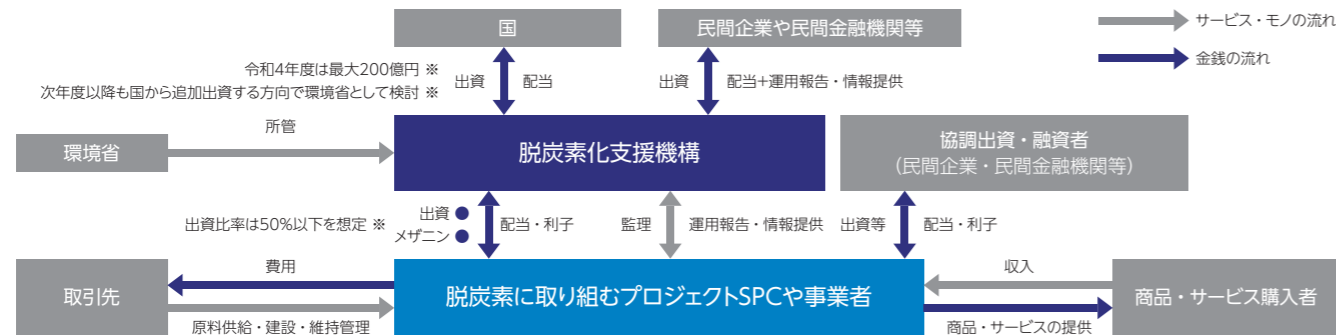 国
民間企業や民間金融機関等
サービス・モノの流れ
金銭の流れ
令和4年度は最大200億円 ※
次年度以降も国から追加出資する方向で環境省として検討 ※
出資
配当
出資
配当+運用報告・情報提供
環境省
所管
脱炭素化支援機構
協調出資・融資者
(民間企業・民間金融機関等)
出資比率は50%以下を想定 ※
出資 ●
メザニン ●
配当・利子
監理
運用報告・情報提供
出資等
配当・利子
取引先
費用
原料供給・建設・維持管理
脱炭素に取り組むプロジェクトSPCや事業者
収入
商品・サービスの提供
商品・サービス購入者